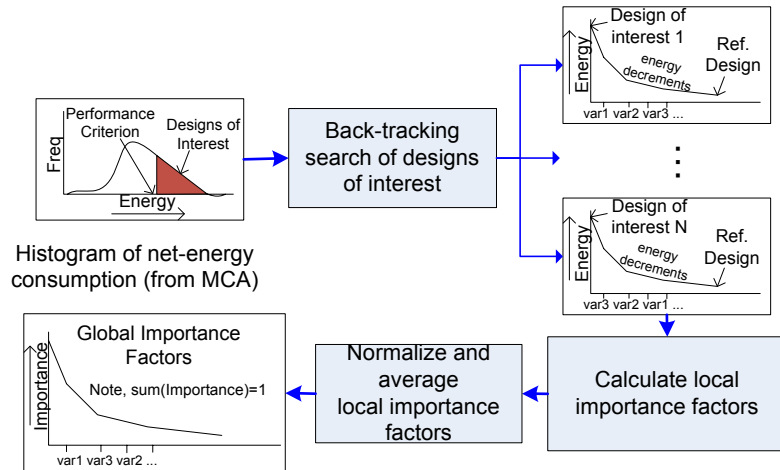 Performance
Criterion
Designs of
Interest
Freq
Energy
Histogram of net-energy
consumption (from MCA)
Back-tracking
search of designs
of interest
Design of
interest 1
Ref.
Design
energy
decrements
Energy
var1 var2 var3 ...
Design of
interest N
Ref.
Design
energy
decrements
Energy
var3 var2 var1 ...
Calculate local
importance factors
Normalize and
average
local importance
factors
Global Importance
Factors
Note, sum(Importance)=1
Importance
var1 var3 var2 ...